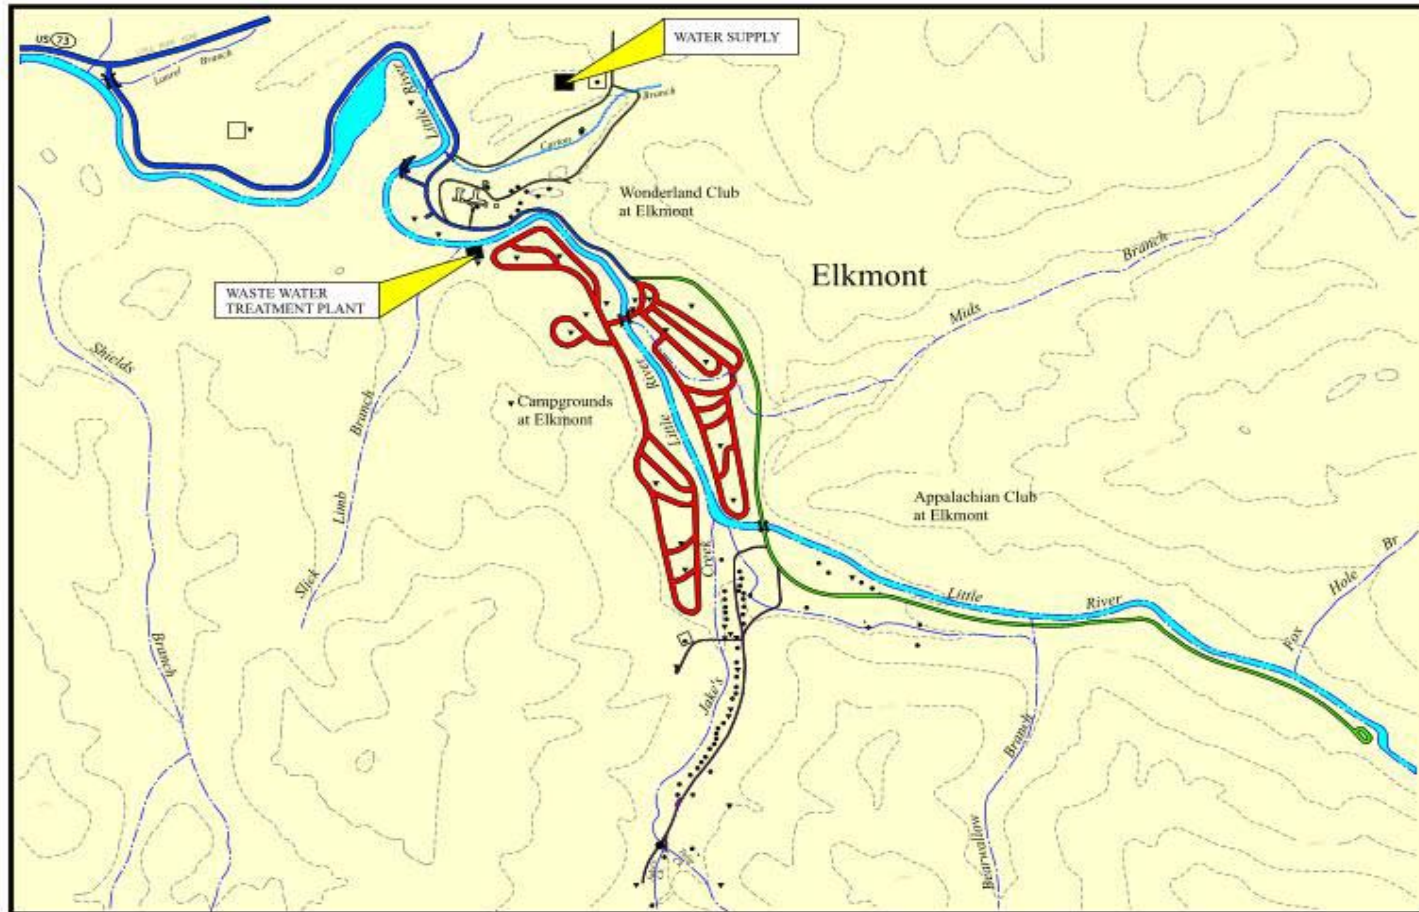 US 73
Laurel Branch
Little River
WATER SUPPLY
Carton Branch
Wonderland Club
at Elkmont
Elkmont
Mids Branch
WASTE WATER
TREATMENT PLANT
Shields
Branch
Slick Limb Branch
Campgrounds
at Elkmont
Little River
Appalachian Club
at Elkmont
Jake's Creek
Little River
Fox Hole Br
Bearwallow Branch